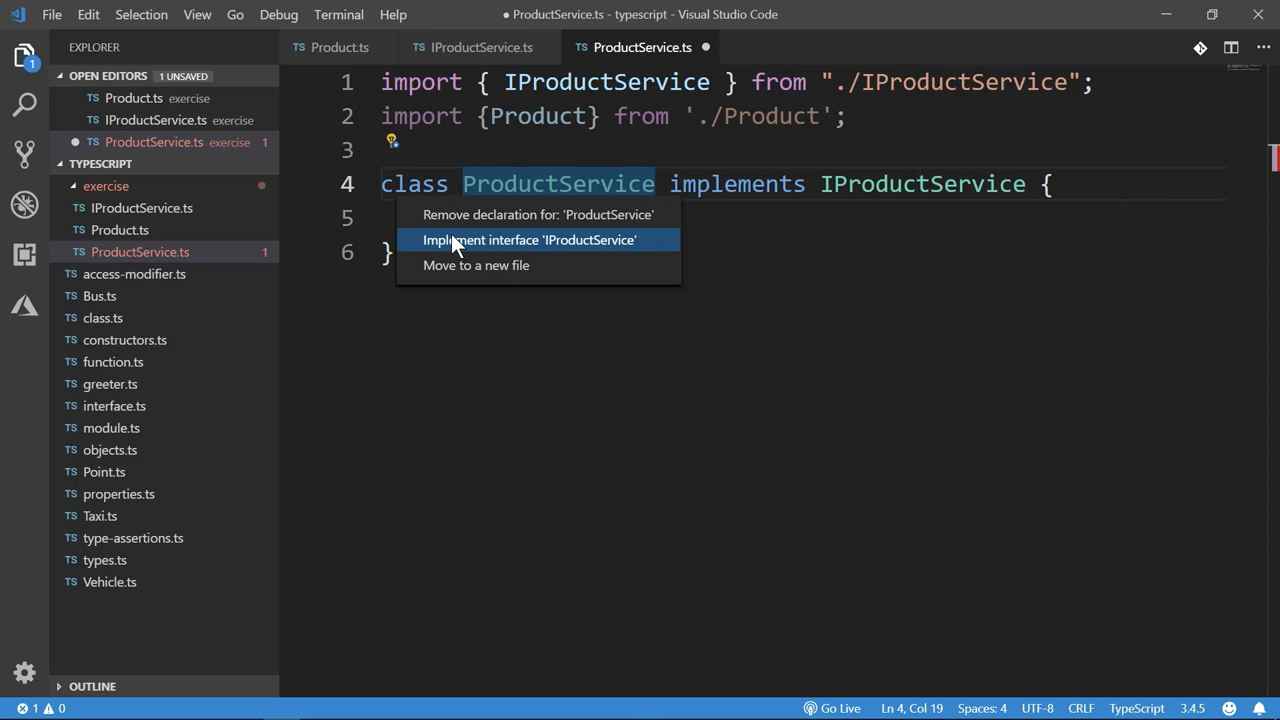 File Edit Selection View Go Debug Terminal Help
● ProductService.ts - typescript - Visual Studio Code
EXPLORER
OPEN EDITORS 1 UNSAVED
TS Product.ts exercise
TS IProductService.ts exercise
● TS ProductService.ts exercise 1
TYPESCRIPT
exercise
TS IProductService.ts
TS Product.ts
TS ProductService.ts 1
TS access-modifier.ts
TS Bus.ts
TS class.ts
TS constructors.ts
TS function.ts
TS greeter.ts
TS interface.ts
TS module.ts
TS objects.ts
TS Point.ts
TS properties.ts
TS Taxi.ts
TS type-assertions.ts
TS types.ts
TS Vehicle.ts
OUTLINE
1
TS Product.ts TS IProductService.ts TS ProductService.ts ●
1 import { IProductService } from "./IProductService";
2 import {Product} from './Product';
3
4 class ProductService implements IProductService {
5
6 }
Remove declaration for: 'ProductService'
Implement interface 'IProductService'
Move to a new file
1 0 Go Live Ln 4, Col 19 Spaces: 4 UTF-8 CRLF TypeScript 3.4.5